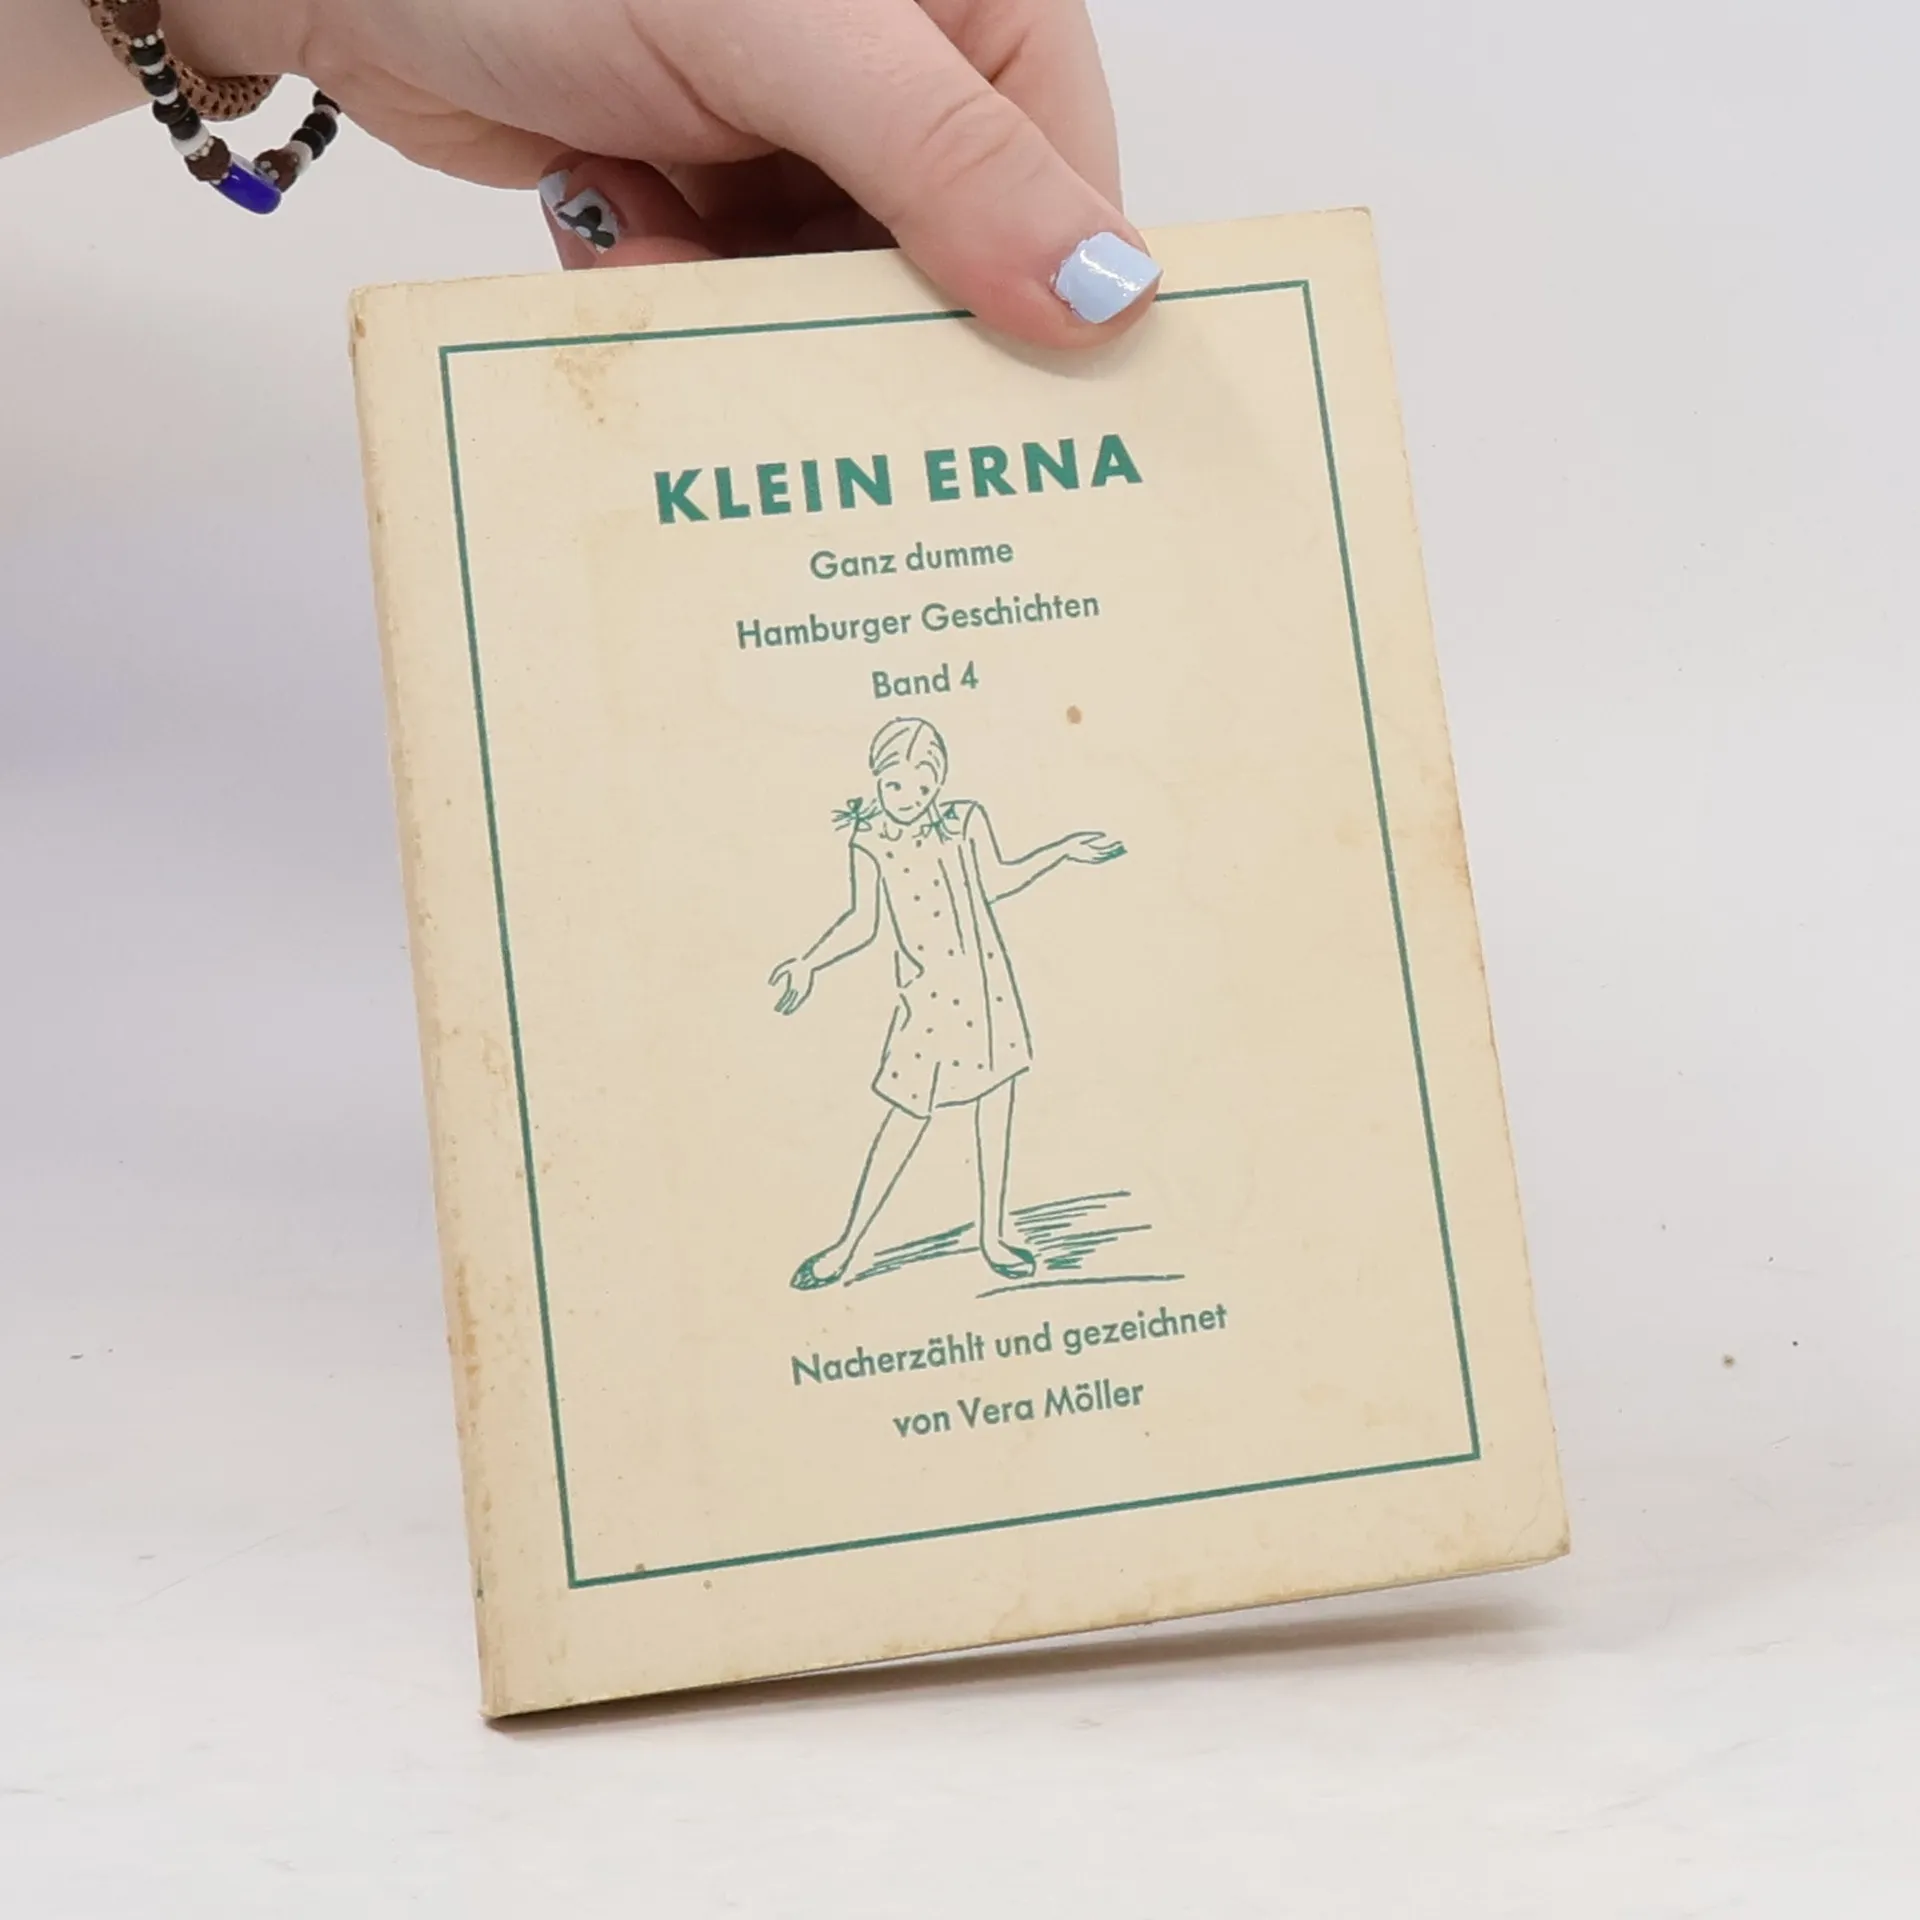 KLEIN ERNA
Ganz dumme
Hamburger Geschichten
Band 4
Nacherzählt und gezeichnet
von Vera Möller